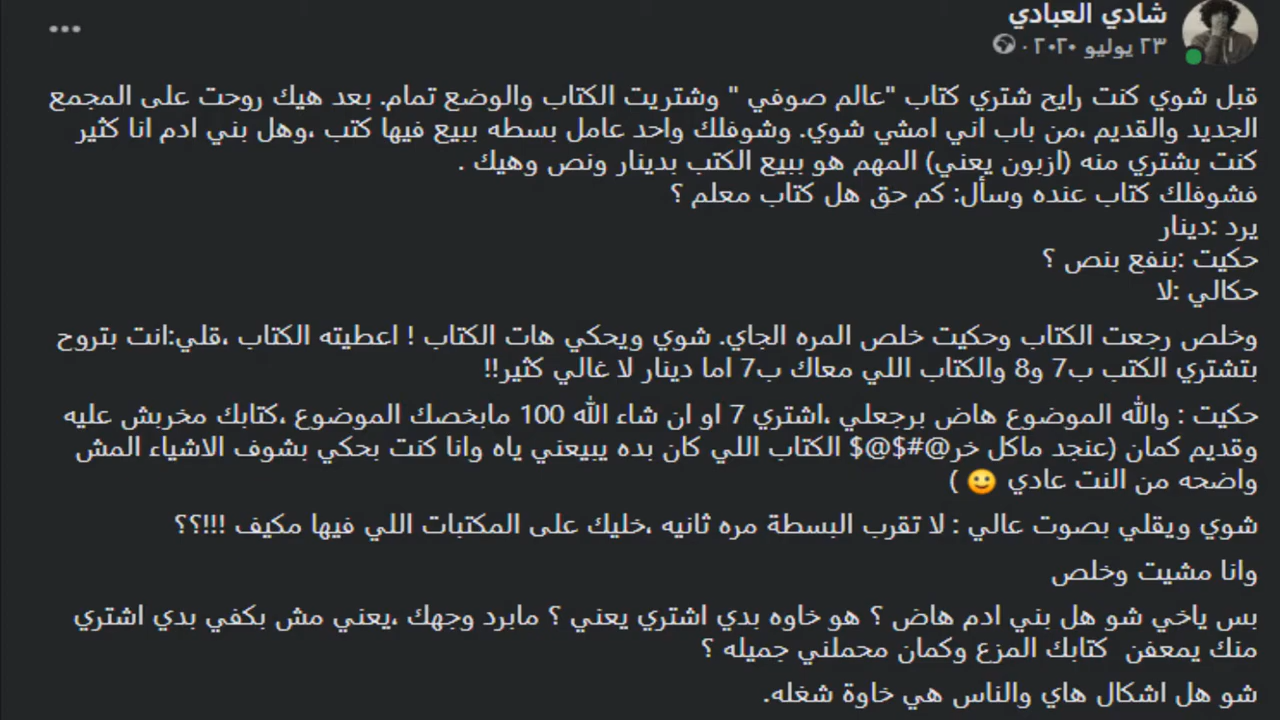 شادي العبادي
٢٣ يوليو ٢٠٢٠ ·
قبل شوي كنت رايح شتري كتاب "عالم صوفي " وشتريت الكتاب والوضع تمام. بعد هيك روحت على المجمع
الجديد والقديم ،من باب اني امشي شوي. وشوفلك واحد عامل بسطه ببيع فيها كتب ،وهل بني ادم انا كثير
كنت بشتري منه (ازبون يعني) المهم هو ببيع الكتب بدينار ونص وهيك .
فشوفلك كتاب عنده وسأل: كم حق هل كتاب معلم ؟
يرد :دينار
حكيت :بنفع بنص ؟
حكالي :لا
وخلص رجعت الكتاب وحكيت خلص المره الجاي. شوي ويحكي هات الكتاب ! اعطيته الكتاب ،قلي:انت بتروح
بتشتري الكتب ب7 و8 والكتاب اللي معاك ب7 اما دينار لا غالي كثير!!
حكيت : والله الموضوع هاض برجعلي ،اشتري 7 او ان شاء الله 100 مابخصك الموضوع ،كتابك مخربش عليه
وقديم كمان (عنجد ماكل خر@#$@$ الكتاب اللي كان بده يبيعني ياه وانا كنت بحكي بشوف الاشياء المش
واضحه من النت عادي 🙂 )
شوي ويقلي بصوت عالي : لا تقرب البسطة مره ثانيه ،خليك على المكتبات اللي فيها مكيف !!!؟؟
وانا مشيت وخلص
بس ياخي شو هل بني ادم هاض ؟ هو خاوه بدي اشتري يعني ؟ مابرد وجهك ،يعني مش بكفي بدي اشتري
منك يمعفن كتابك المزع وكمان محملني جميله ؟
شو هل اشكال هاي والناس هي خاوة شغله.